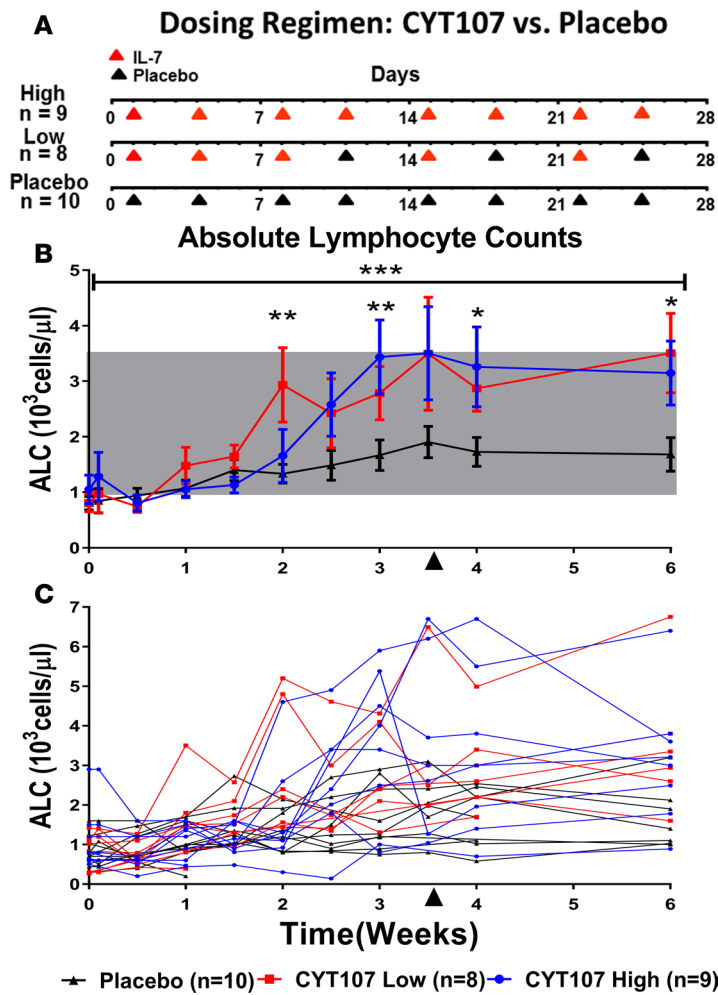 A Dosing Regimen: CYT107 vs. Placebo
IL-7
Placebo
Days
High
n = 9
0 7 14 21 28
Low
n = 8
0 7 14 21 28
Placebo
n = 10
0 7 14 21 28
Absolute Lymphocyte Counts
B
***
** ** * *
ALC (10³cells/µl)
5
4
3
2
1
0
0 1 2 3 4 5 6
C
ALC (10³cells/µl)
7
6
5
4
3
2
1
0
0 1 2 3 4 5 6
Time(Weeks)
Placebo (n=10) CYT107 Low (n=8) CYT107 High (n=9)